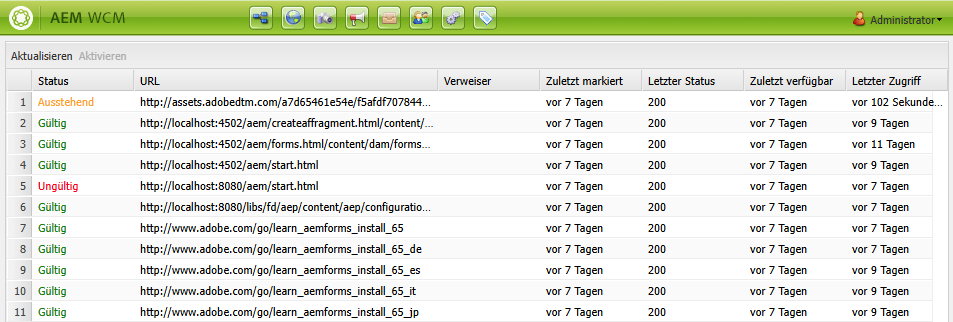 AEM WCM
Administrator
Aktualisieren Aktivieren
Status URL Verweiser Zuletzt markiert Letzter Status Zuletzt verfügbar Letzter Zugriff
1 Ausstehend http://assets.adobedtm.com/a7d65461e54e/f5afdf707844... vor 7 Tagen 200 vor 7 Tagen vor 102 Sekunde...
2 Gültig http://localhost:4502/aem/createaffragment.html/content/... vor 7 Tagen 200 vor 7 Tagen vor 9 Tagen
3 Gültig http://localhost:4502/aem/forms.html/content/dam/forms... vor 7 Tagen 200 vor 7 Tagen vor 11 Tagen
4 Gültig http://localhost:4502/aem/start.html vor 7 Tagen 200 vor 7 Tagen vor 9 Tagen
5 Ungültig http://localhost:8080/aem/start.html vor 7 Tagen 200 vor 7 Tagen vor 7 Tagen
6 Gültig http://localhost:8080/libs/fd/aep/content/aep/configuratio... vor 7 Tagen 200 vor 7 Tagen vor 7 Tagen
7 Gültig http://www.adobe.com/go/learn_aemforms_install_65 vor 7 Tagen 200 vor 7 Tagen vor 9 Tagen
8 Gültig http://www.adobe.com/go/learn_aemforms_install_65_de vor 7 Tagen 200 vor 7 Tagen vor 7 Tagen
9 Gültig http://www.adobe.com/go/learn_aemforms_install_65_es vor 7 Tagen 200 vor 7 Tagen vor 9 Tagen
10 Gültig http://www.adobe.com/go/learn_aemforms_install_65_it vor 7 Tagen 200 vor 7 Tagen vor 9 Tagen
11 Gültig http://www.adobe.com/go/learn_aemforms_install_65_jp vor 7 Tagen 200 vor 7 Tagen vor 9 Tagen